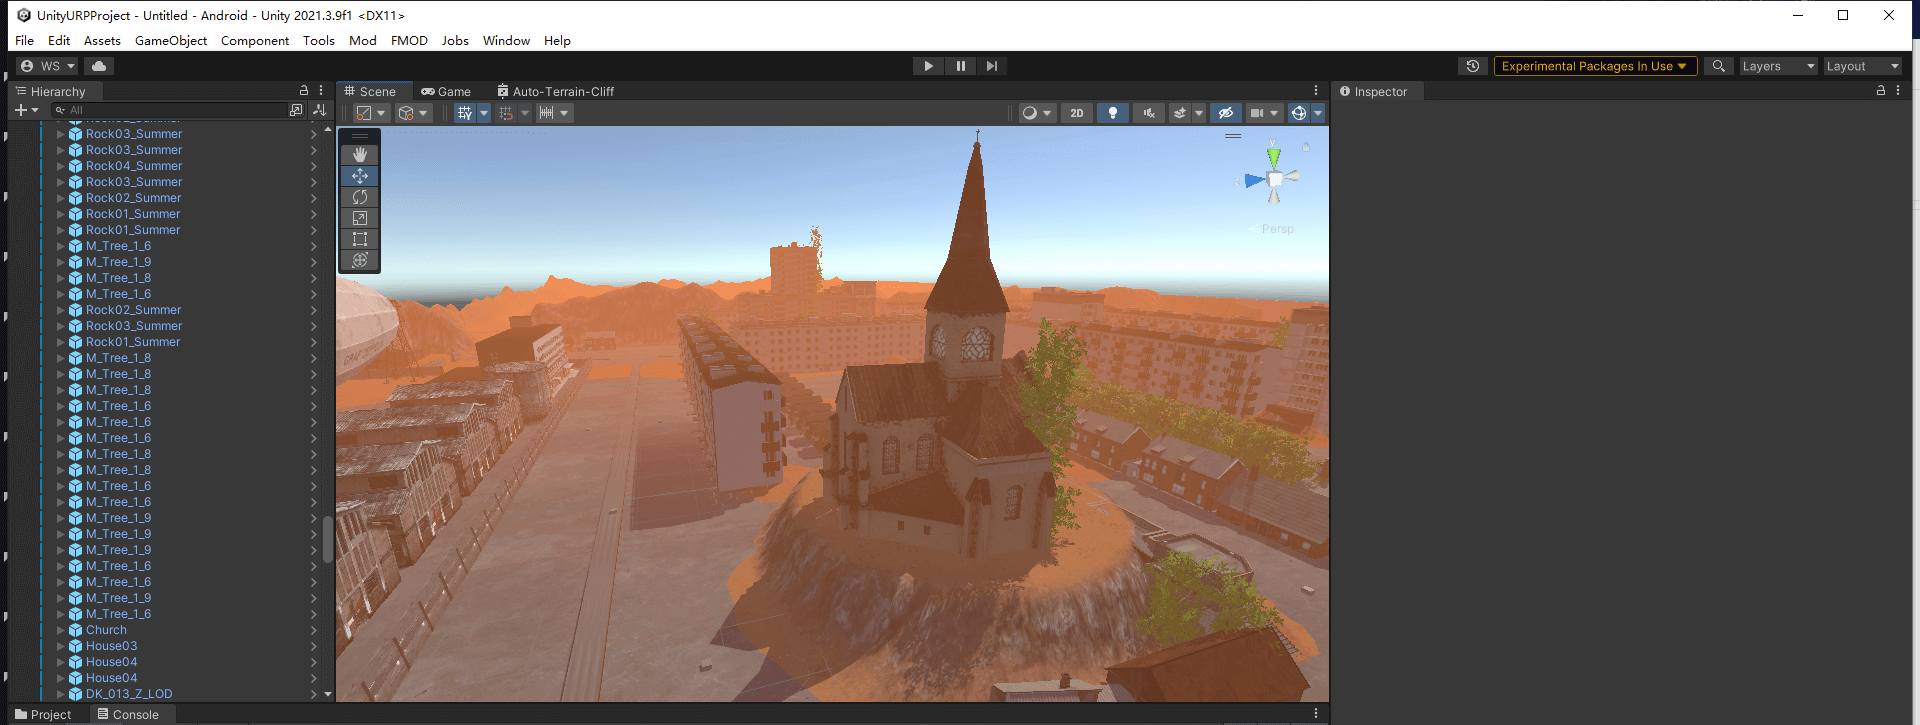 UnityURPProject - Untitled - Android - Unity 2021.3.9f1 <DX11>
File Edit Assets GameObject Component Tools Mod FMOD Jobs Window Help
WS Experimental Packages In Use Layers Layout
Hierarchy Scene Game Auto-Terrain-Cliff Inspector
All 2D
Rock03_Summer
Rock03_Summer
Rock04_Summer
Rock03_Summer
Rock02_Summer
Rock01_Summer
Rock01_Summer
M_Tree_1_6
M_Tree_1_9
M_Tree_1_8
M_Tree_1_6
Rock02_Summer
Rock03_Summer
Rock01_Summer
M_Tree_1_8
M_Tree_1_8
M_Tree_1_8
M_Tree_1_6
M_Tree_1_6
M_Tree_1_6
M_Tree_1_8
M_Tree_1_8
M_Tree_1_6
M_Tree_1_6
M_Tree_1_9
M_Tree_1_9
M_Tree_1_9
M_Tree_1_6
M_Tree_1_6
M_Tree_1_9
M_Tree_1_6
Church
House03
House04
House04
DK_013_Z_LOD
y
z
Persp
Project Console